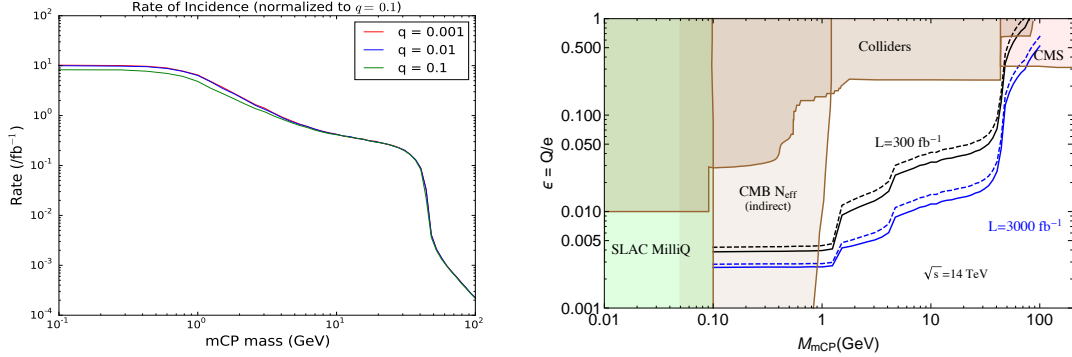 Rate of Incidence (normalized to q = 0.1)
10^2
10^1
10^0
10^-1
10^-2
10^-3
10^-4
Rate (/fb^-1)
q = 0.001
q = 0.01
q = 0.1
10^-1
10^0
10^1
10^2
mCP mass (GeV)
1
0.500
0.100
0.050
0.010
0.005
0.001
ϵ = Q/e
Colliders
CMS
L=300 fb^-1
CMB N_eff
(indirect)
SLAC MilliQ
L=3000 fb^-1
√s=14 TeV
0.01
0.10
1
10
100
M_mCP(GeV)